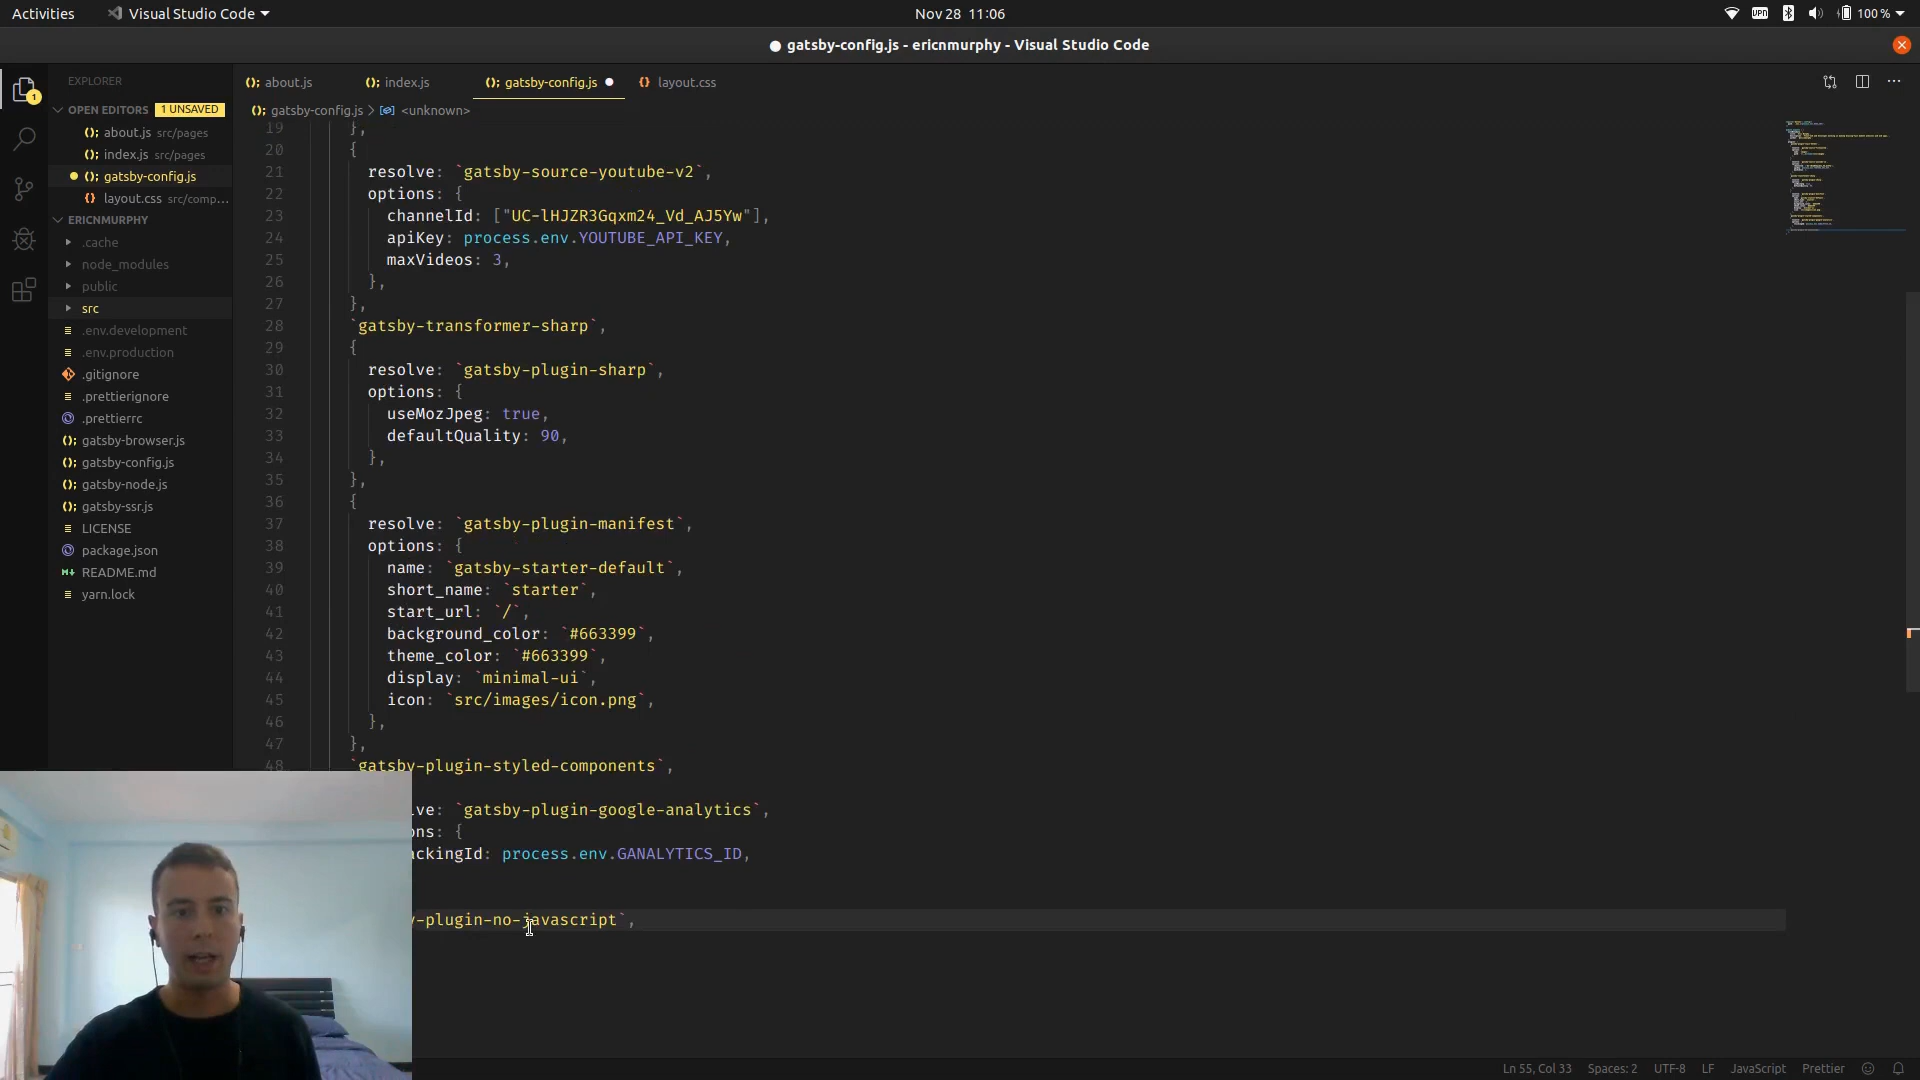 Activities
Visual Studio Code
Nov 28 11:06
VPN
100 %
● gatsby-config.js - ericnmurphy - Visual Studio Code
EXPLORER
OPEN EDITORS 1 UNSAVED
about.js src/pages
index.js src/pages
gatsby-config.js
layout.css src/comp...
ERICNMURPHY
.cache
node_modules
public
src
.env.development
.env.production
.gitignore
.prettierignore
.prettierrc
gatsby-browser.js
gatsby-config.js
gatsby-node.js
gatsby-ssr.js
LICENSE
package.json
README.md
yarn.lock
1
about.js
index.js
gatsby-config.js
layout.css
gatsby-config.js > <unknown>
19 },
20 {
21 resolve: `gatsby-source-youtube-v2`,
22 options: {
23 channelId: ["UC-lHJZR3Gqxm24_Vd_AJ5Yw"],
24 apiKey: process.env.YOUTUBE_API_KEY,
25 maxVideos: 3,
26 },
27 },
28 `gatsby-transformer-sharp`,
29 {
30 resolve: `gatsby-plugin-sharp`,
31 options: {
32 useMozJpeg: true,
33 defaultQuality: 90,
34 },
35 },
36 {
37 resolve: `gatsby-plugin-manifest`,
38 options: {
39 name: `gatsby-starter-default`,
40 short_name: `starter`,
41 start_url: `/`,
42 background_color: `#663399`,
43 theme_color: `#663399`,
44 display: `minimal-ui`,
45 icon: `src/images/icon.png`,
46 },
47 },
48 `gatsby-plugin-styled-components`,
lve: `gatsby-plugin-google-analytics`,
ons: {
ackingId: process.env.GANALYTICS_ID,
y-plugin-no-javascript`,
Ln 55, Col 33
Spaces: 2
UTF-8
LF
JavaScript
Prettier